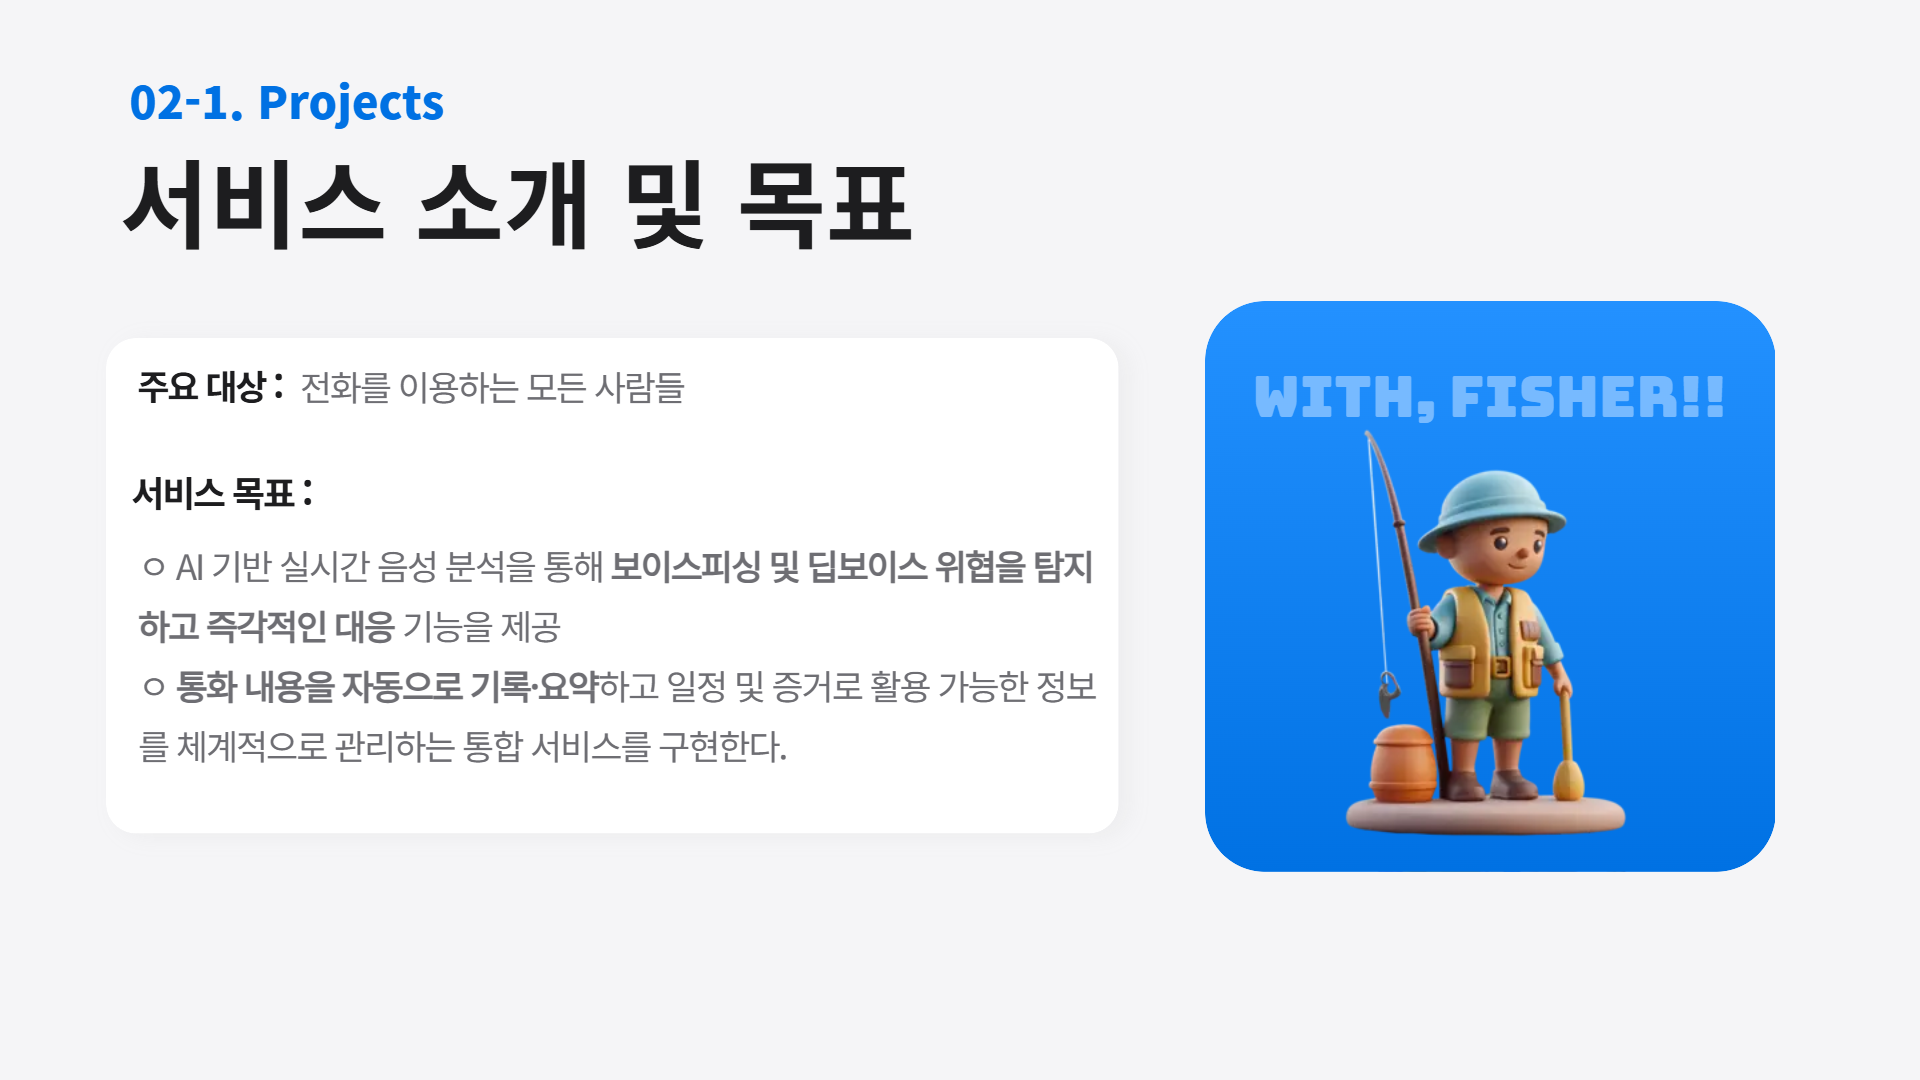 02-1. Projects
서비스 소개 및 목표
주요 대상 : 전화를 이용하는 모든 사람들
서비스 목표 :
ㅇ AI 기반 실시간 음성 분석을 통해 보이스피싱 및 딥보이스 위협을 탐지
하고 즉각적인 대응 기능을 제공
ㅇ 통화 내용을 자동으로 기록·요약하고 일정 및 증거로 활용 가능한 정보
를 체계적으로 관리하는 통합 서비스를 구현한다.
WITH, FISHER!!